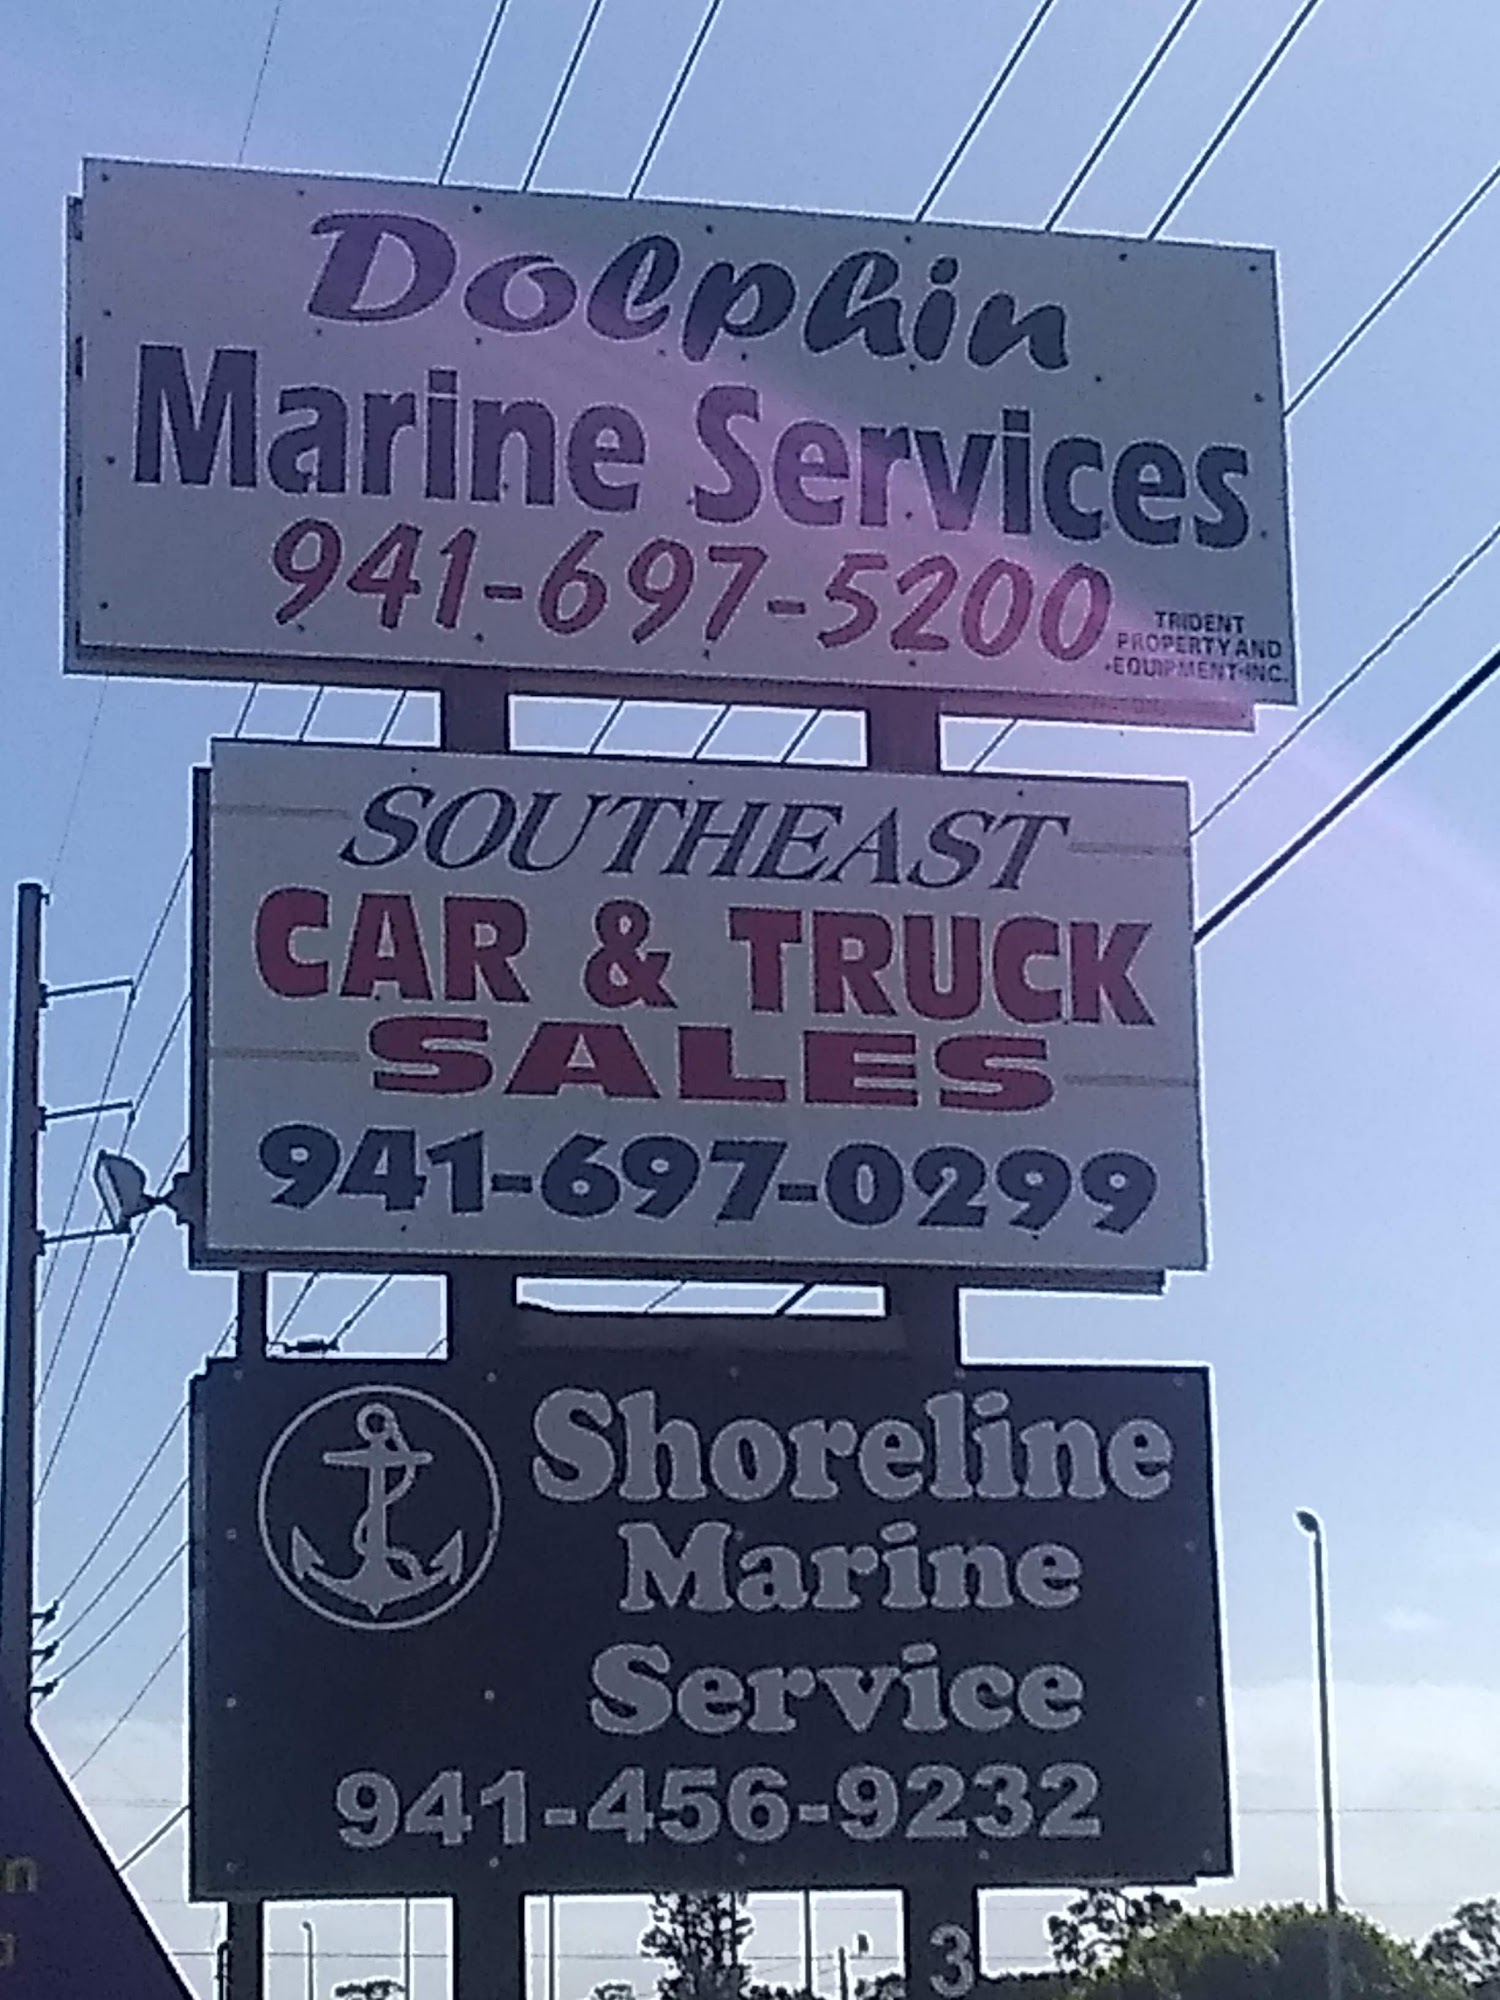 Dolphin
Marine Services
941-697-5200
TRIDENT
PROPERTY AND
EQUIPMENT INC.
SOUTHEAST
CAR & TRUCK
SALES
941-697-0299
Shoreline
Marine
Service
941-456-9232
3